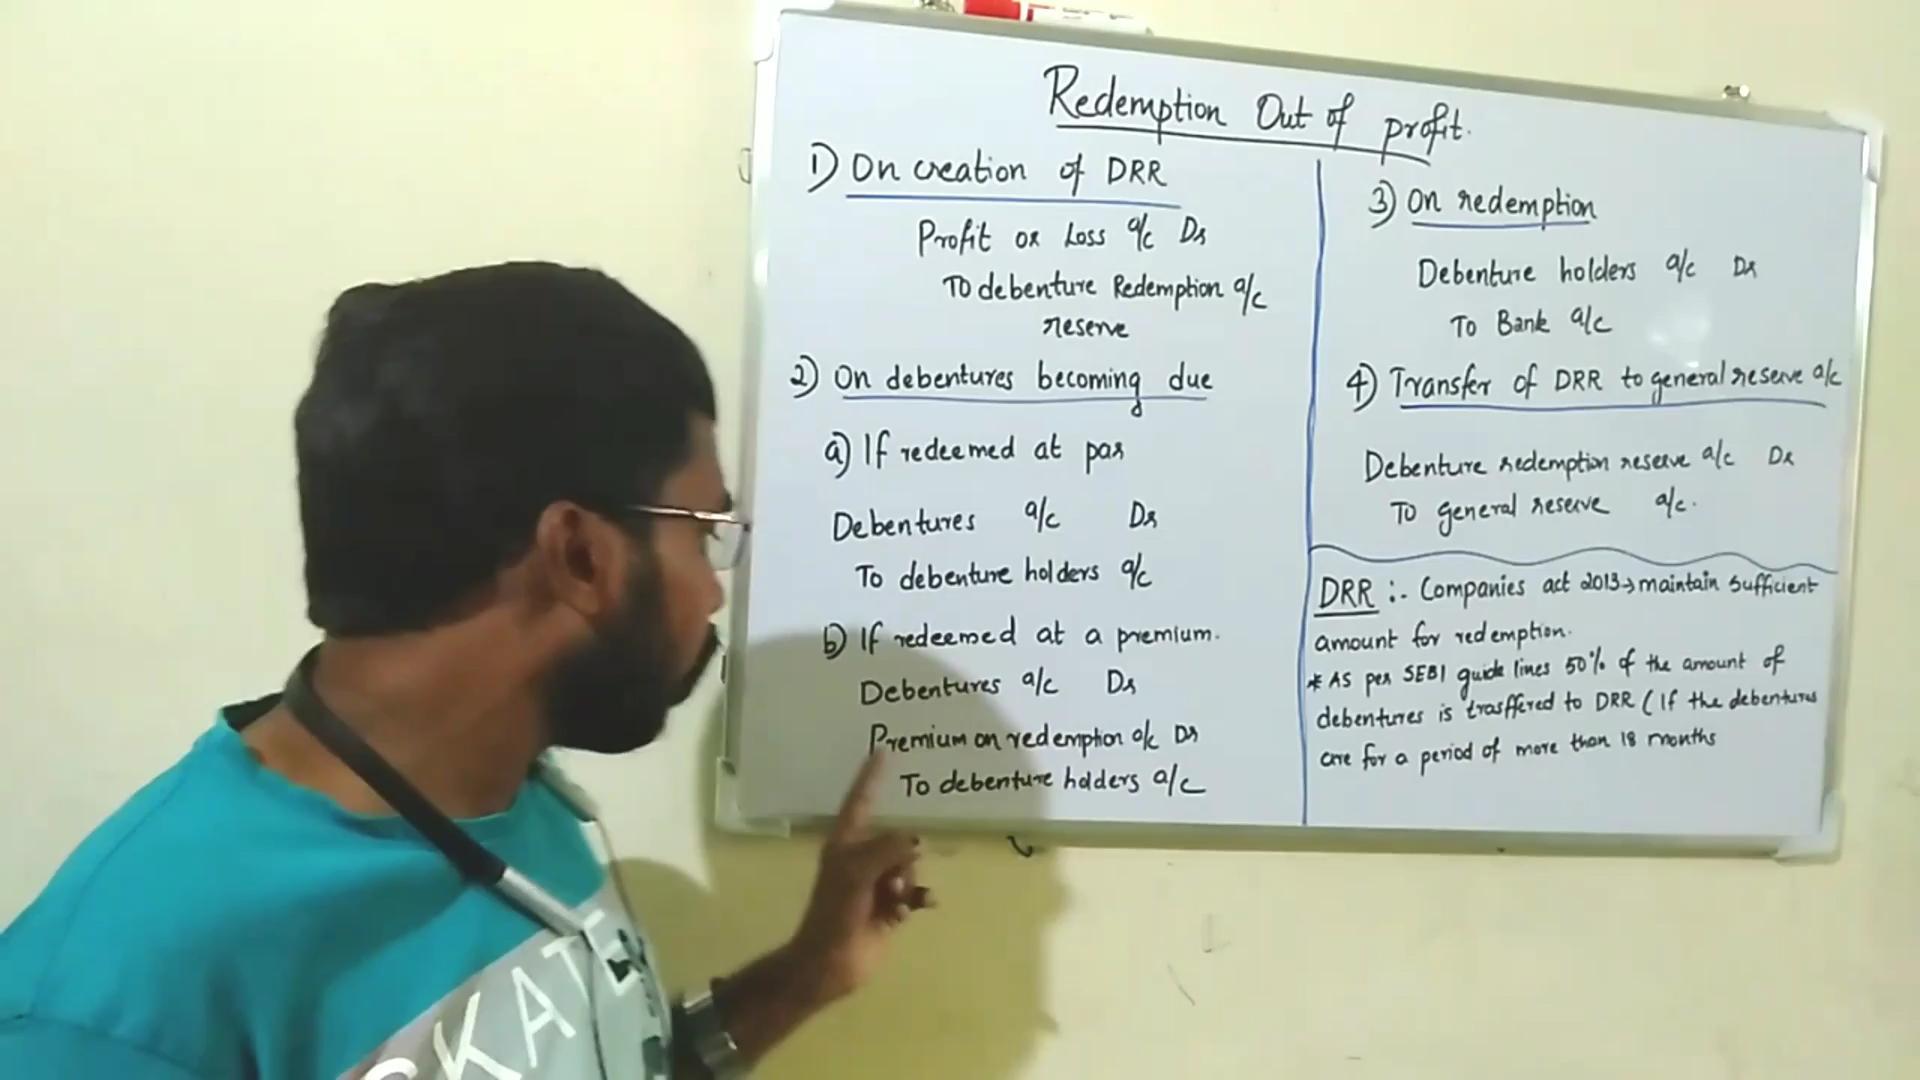 Redemption Out of profit.
1) On creation of DRR
Profit or Loss a/c Dr
To debenture Redemption a/c
reserve
2) On debentures becoming due
a) If redeemed at par
Debentures a/c Dr
To debenture holders a/c
b) If redeemed at a premium.
Debentures a/c Dr
Premium on redemption a/c Dr
To debenture holders a/c
3) On redemption
Debenture holders a/c Dr
To Bank a/c
4) Transfer of DRR to general reserve a/c
Debenture redemption reserve a/c Dr
To general reserve a/c.
DRR :- Companies act 2013→maintain sufficient
amount for redemption.
* AS per SEBI guide lines 50% of the amount of
debentures is trasffered to DRR (If the debentures
are for a period of more than 18 months
SKATE